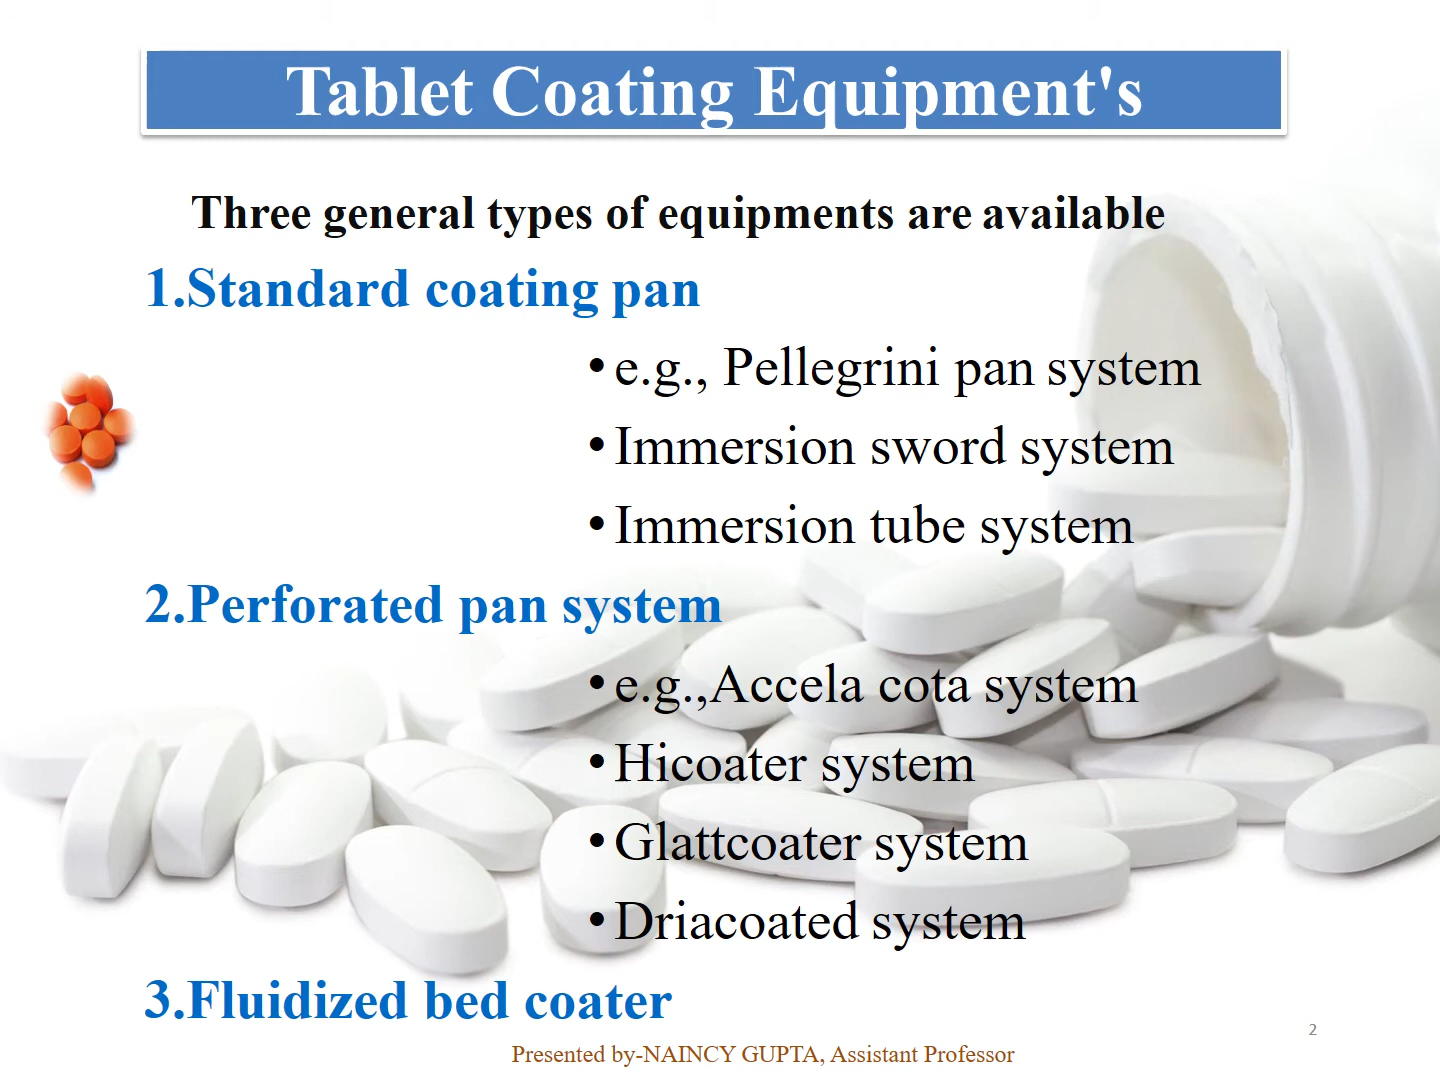 Tablet Coating Equipment's
Three general types of equipments are available
1.Standard coating pan
•e.g., Pellegrini pan system
•Immersion sword system
•Immersion tube system
2.Perforated pan system
•e.g.,Accela cota system
•Hicoater system
•Glattcoater system
•Driacoated system
3.Fluidized bed coater
2
Presented by-NAINCY GUPTA, Assistant Professor